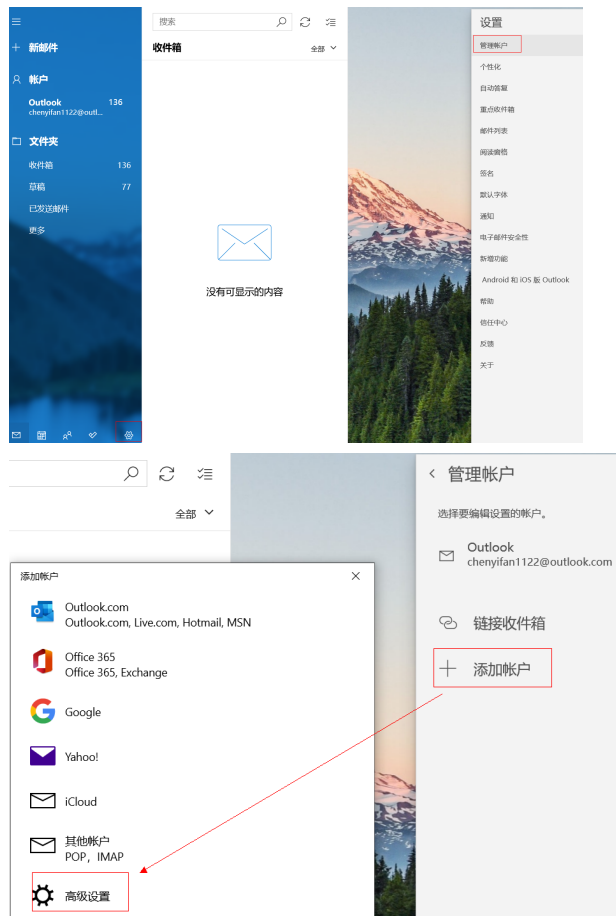 搜索
新邮件
收件箱
全部
帐户
Outlook 136
chenyifan1122@outl...
文件夹
收件箱 136
草稿 77
已发送邮件
更多
没有可显示的内容
设置
管理帐户
个性化
自动答复
重点收件箱
邮件列表
阅读窗格
签名
默认字体
通知
电子邮件安全性
新增功能
Android 和 iOS 版 Outlook
帮助
信任中心
反馈
关于
全部
添加帐户
Outlook.com
Outlook.com, Live.com, Hotmail, MSN
Office 365
Office 365, Exchange
Google
Yahoo!
iCloud
其他帐户
POP，IMAP
高级设置
管理帐户
选择要编辑设置的帐户。
Outlook
chenyifan1122@outlook.com
链接收件箱
添加帐户